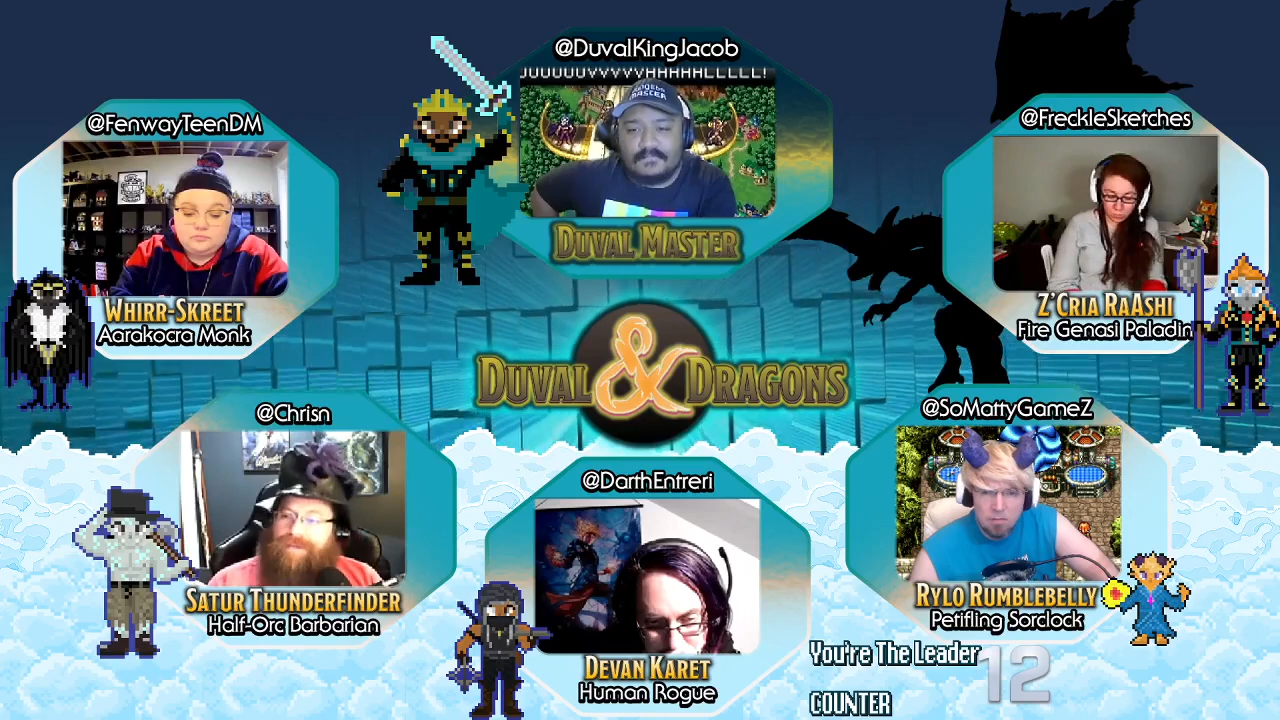 @DuvalKingJacob
JUUUUUVVVVVAAAAALLLLL!
DUVAL MASTER
@FenwayTeenDM
WHIRR-SKREET
Aarakocra Monk
@FreckleSketches
Z'CRIA RAASHI
Fire Genasi Paladin
DUVAL & DRAGONS
@Chrisn
SATUR THUNDERFINDER
Half-Orc Barbarian
@DarthEntreri
DEVAN KARET
Human Rogue
@SoMattyGameZ
RYLO RUMBLEBELLY
Petifling Sorclock
You're The Leader
COUNTER
12